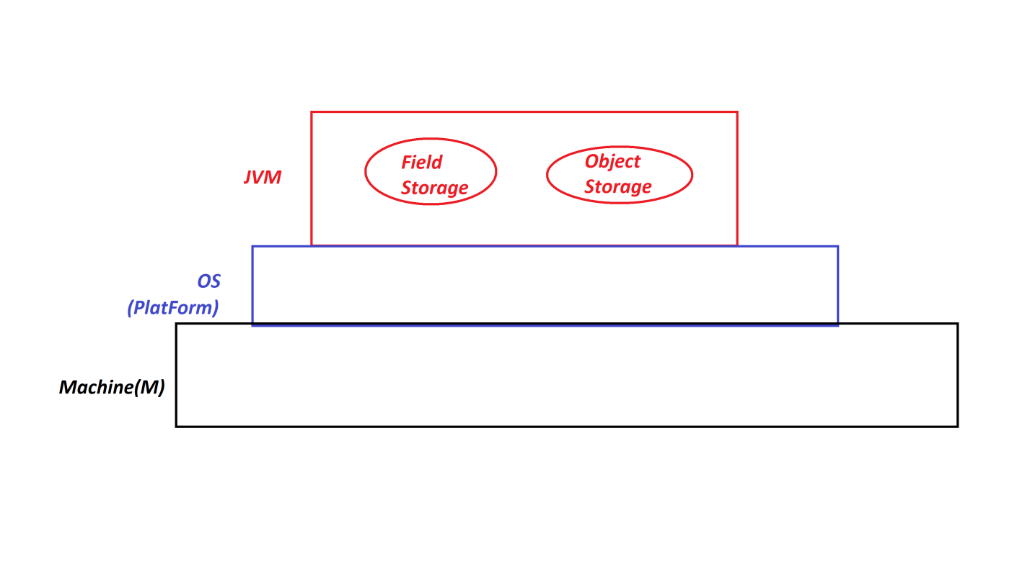 Field
Storage
Object
Storage
JVM
OS
(PlatForm)
Machine(M)